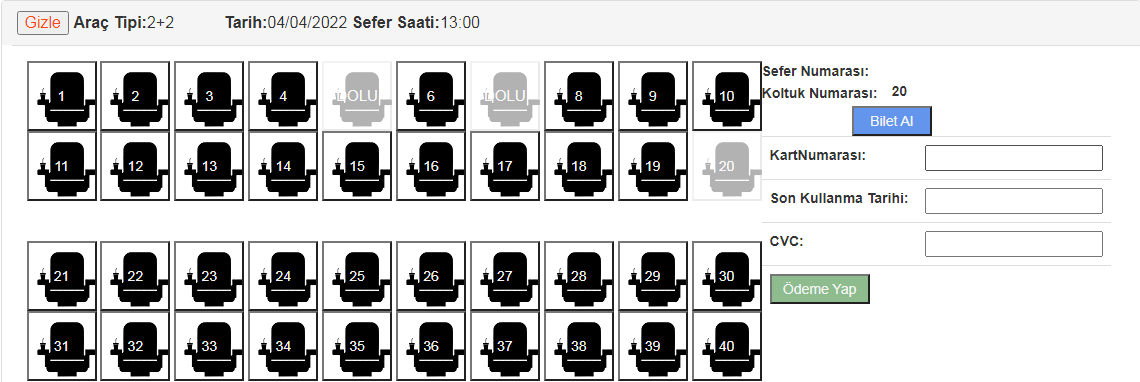 Gizle Araç Tipi:2+2 Tarih:04/04/2022 Sefer Saati:13:00
1 2 3 4 DOLU 6 DOLU 8 9 10
11 12 13 14 15 16 17 18 19 20
21 22 23 24 25 26 27 28 29 30
31 32 33 34 35 36 37 38 39 40
Sefer Numarası:
Koltuk Numarası: 20
Bilet Al
KartNumarası:
Son Kullanma Tarihi:
CVC:
Ödeme Yap